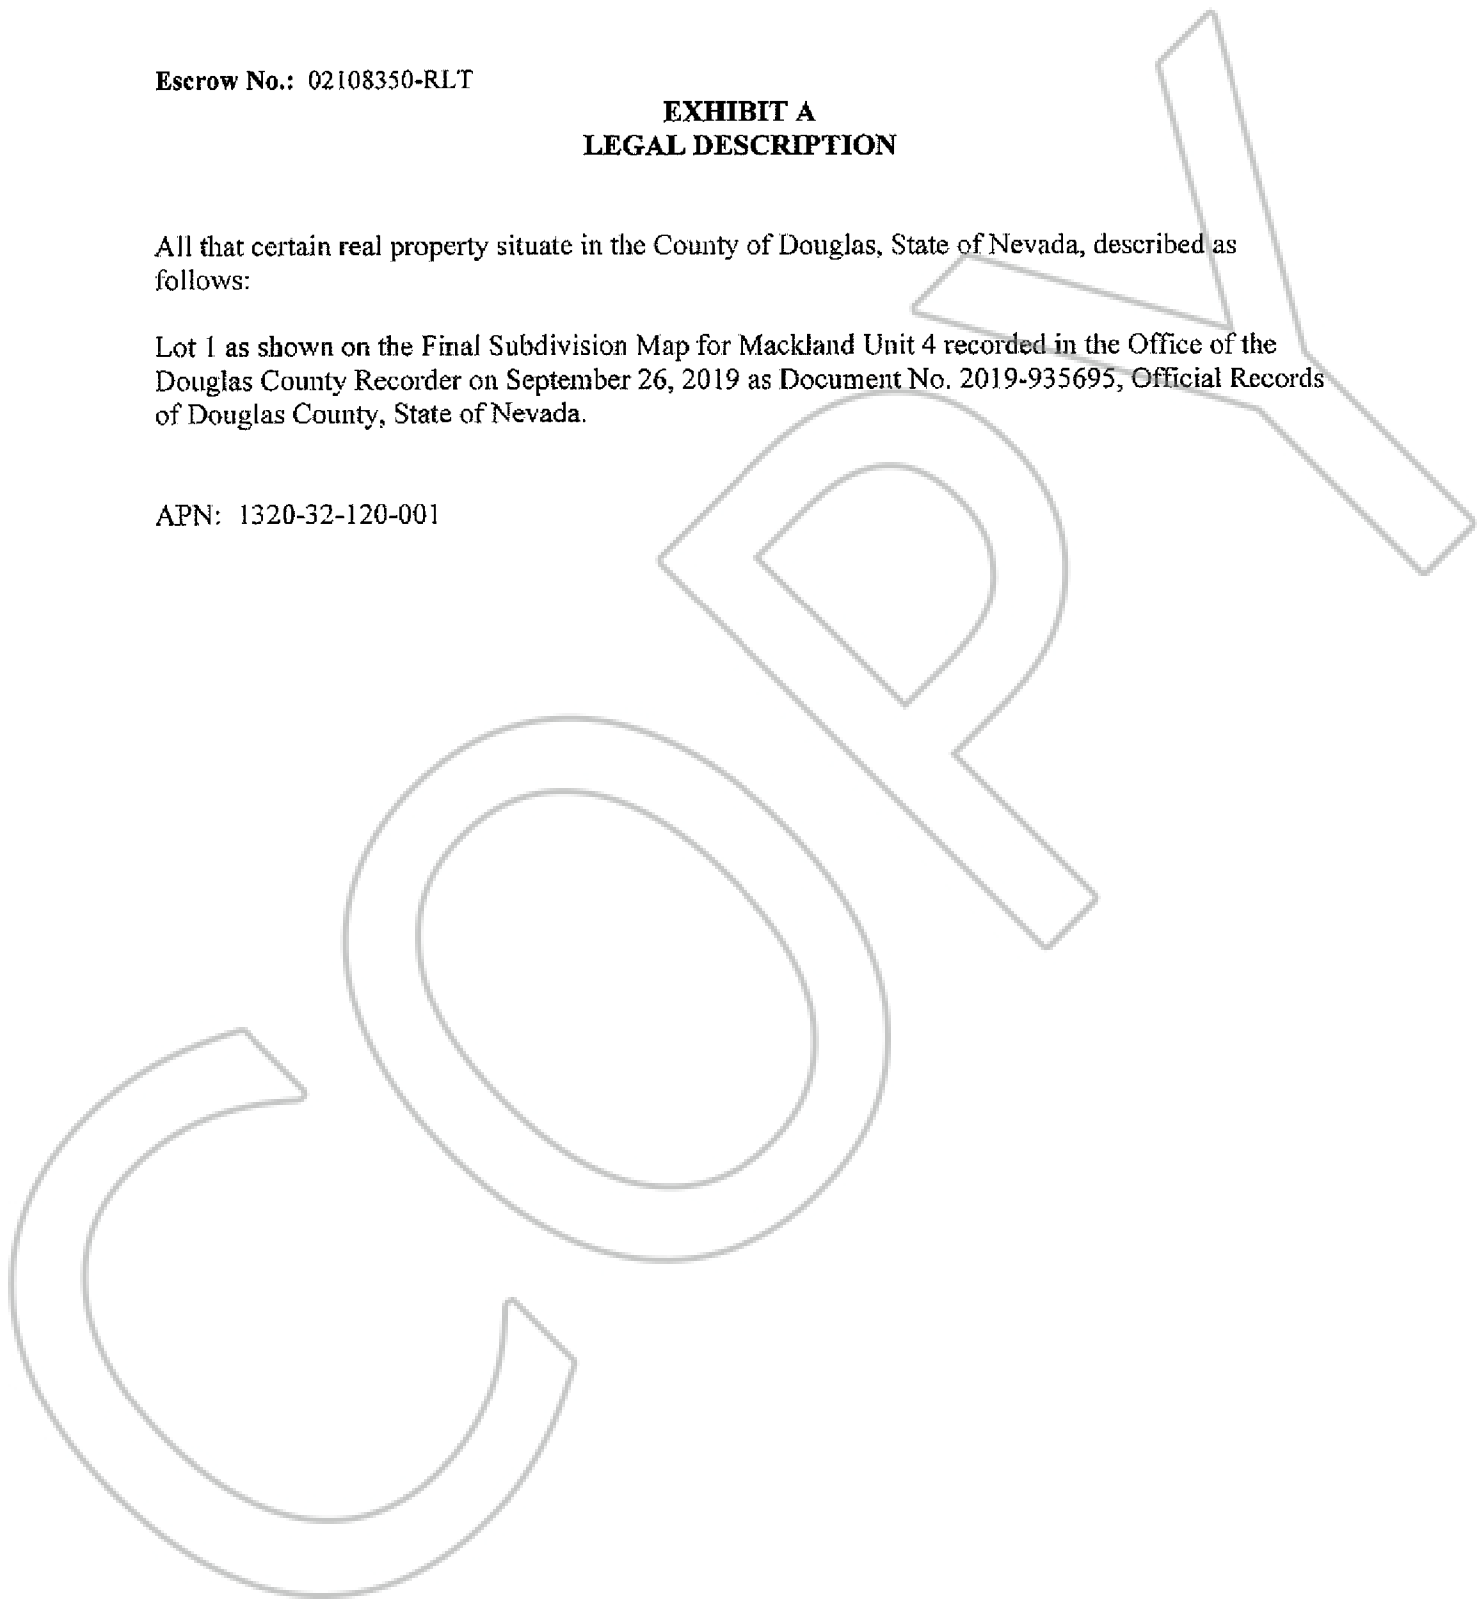 Escrow No.: 02108350-RLT
EXHIBIT A
LEGAL DESCRIPTION
All that certain real property situate in the County of Douglas, State of Nevada, described as
follows:
Lot 1 as shown on the Final Subdivision Map for Mackland Unit 4 recorded in the Office of the
Douglas County Recorder on September 26, 2019 as Document No. 2019-935695, Official Records
of Douglas County, State of Nevada.
APN: 1320-32-120-001
COPY